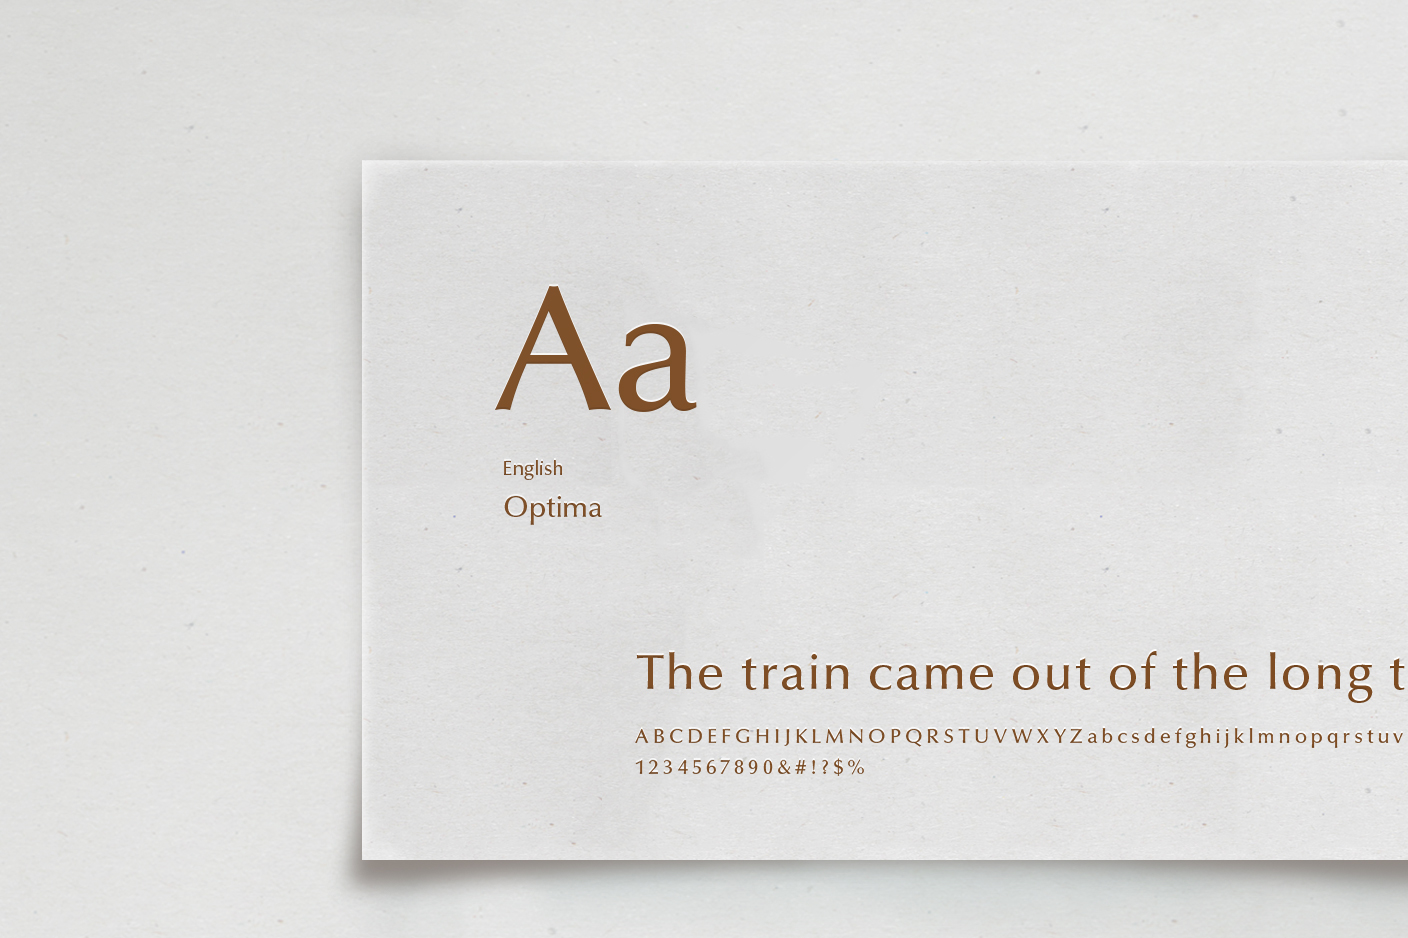 Aa
English
Optima
The train came out of the long t
ABCDEFGHIJKLMNOPQRSTUVWXYZabcsdefghijklmnopqrstuv
1234567890&#!?$%